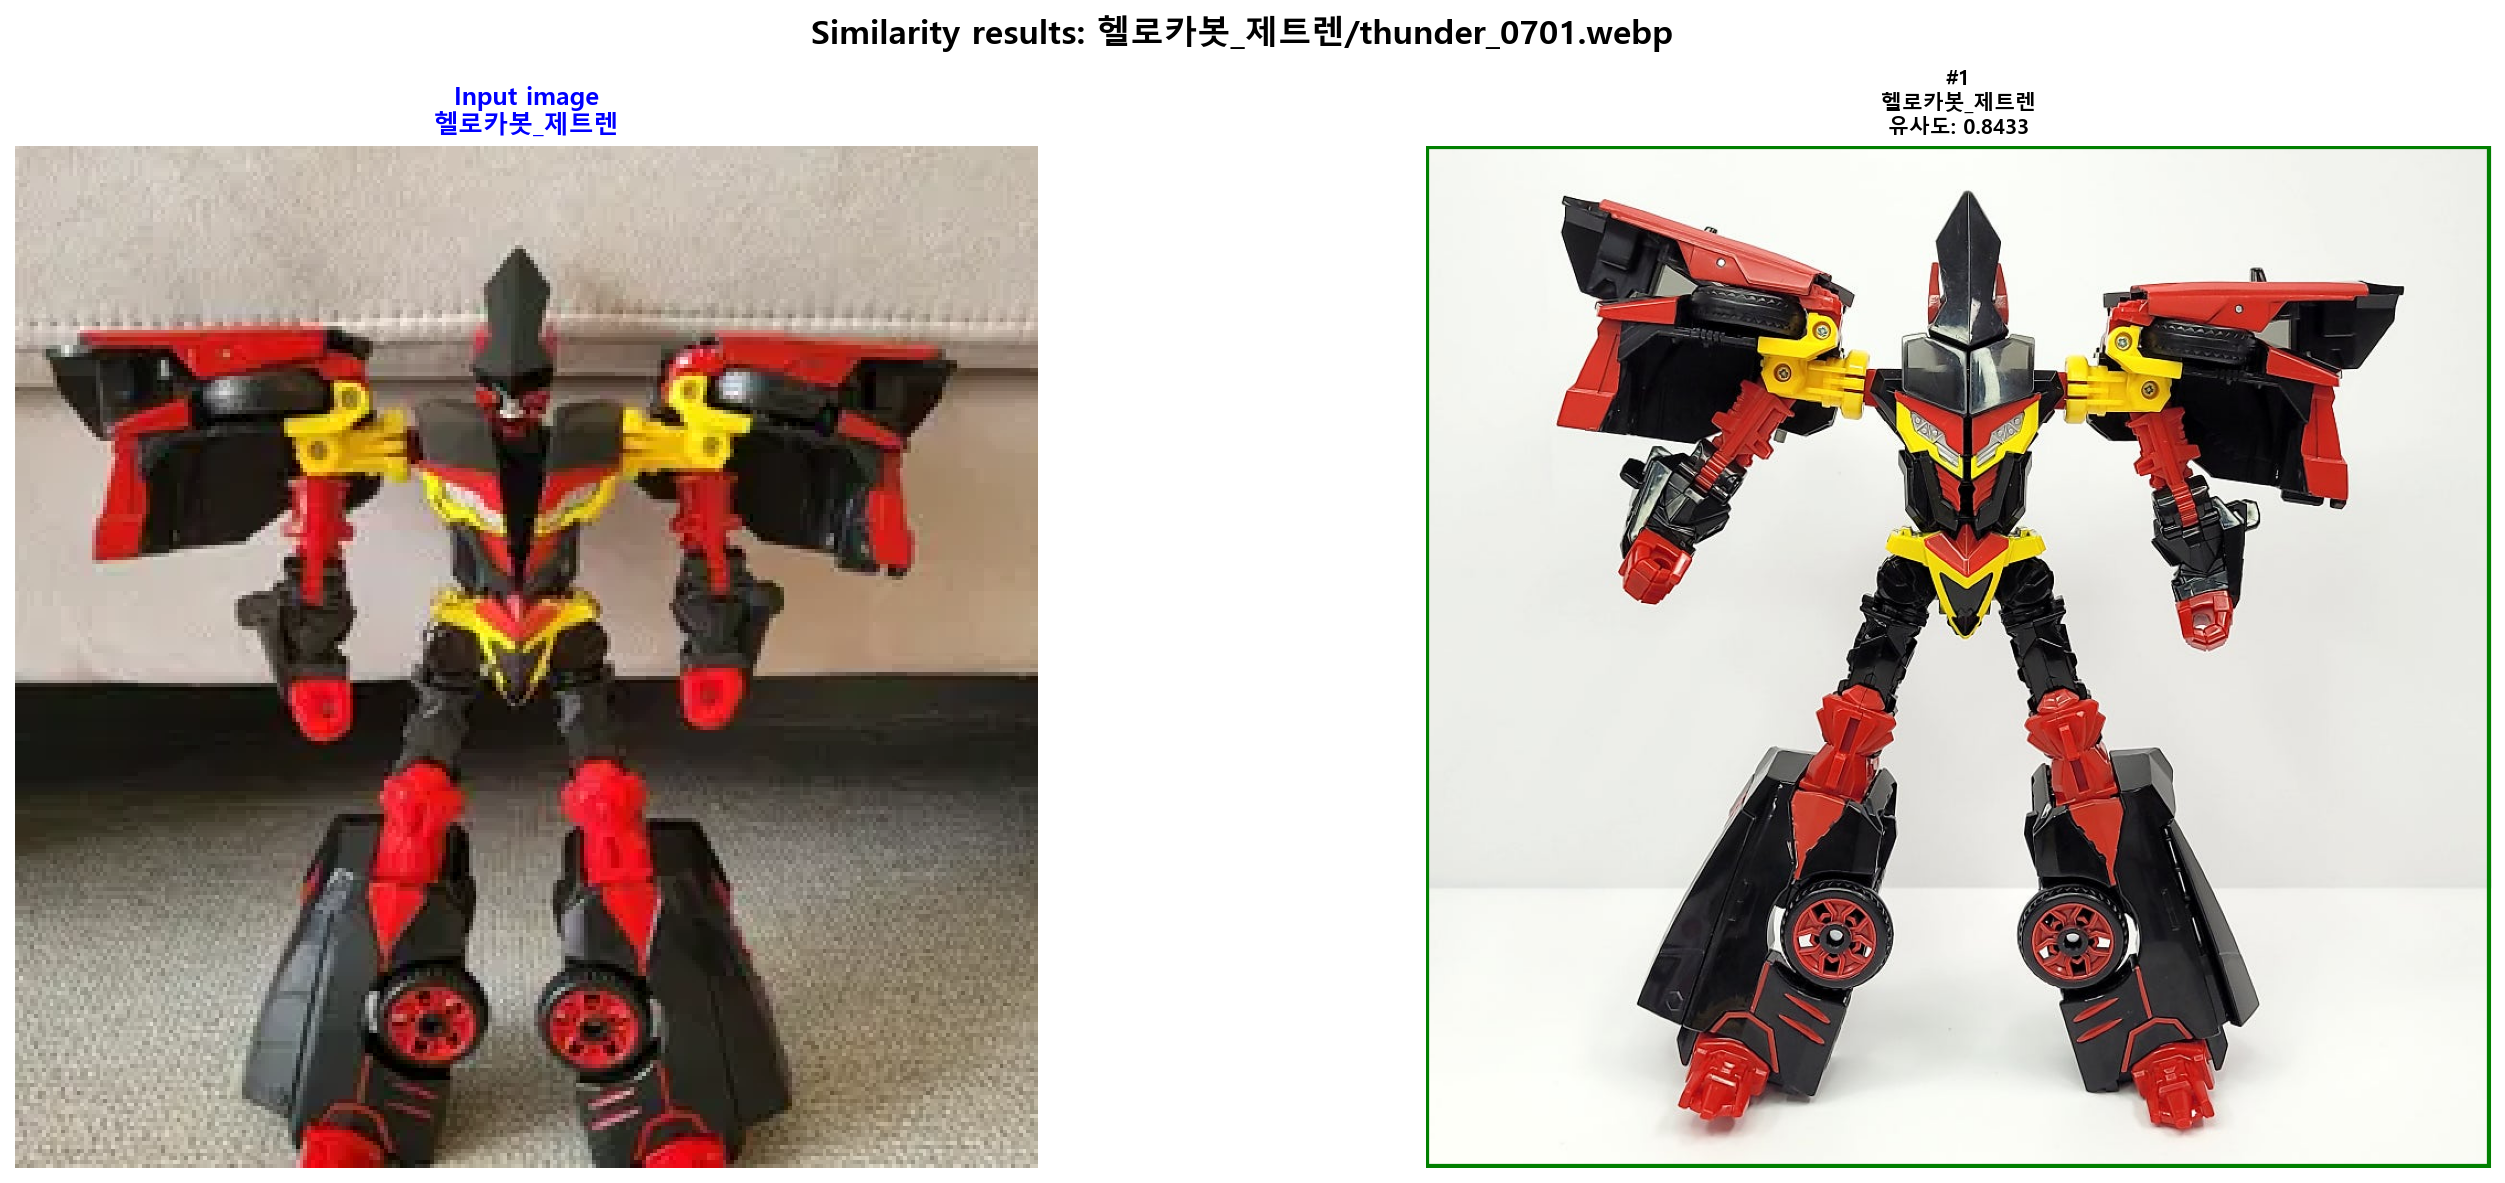 Similarity results: 헬로카봇_제트렌/thunder_0701.webp
Input image
헬로카봇_제트렌
#1
헬로카봇_제트렌
유사도: 0.8433